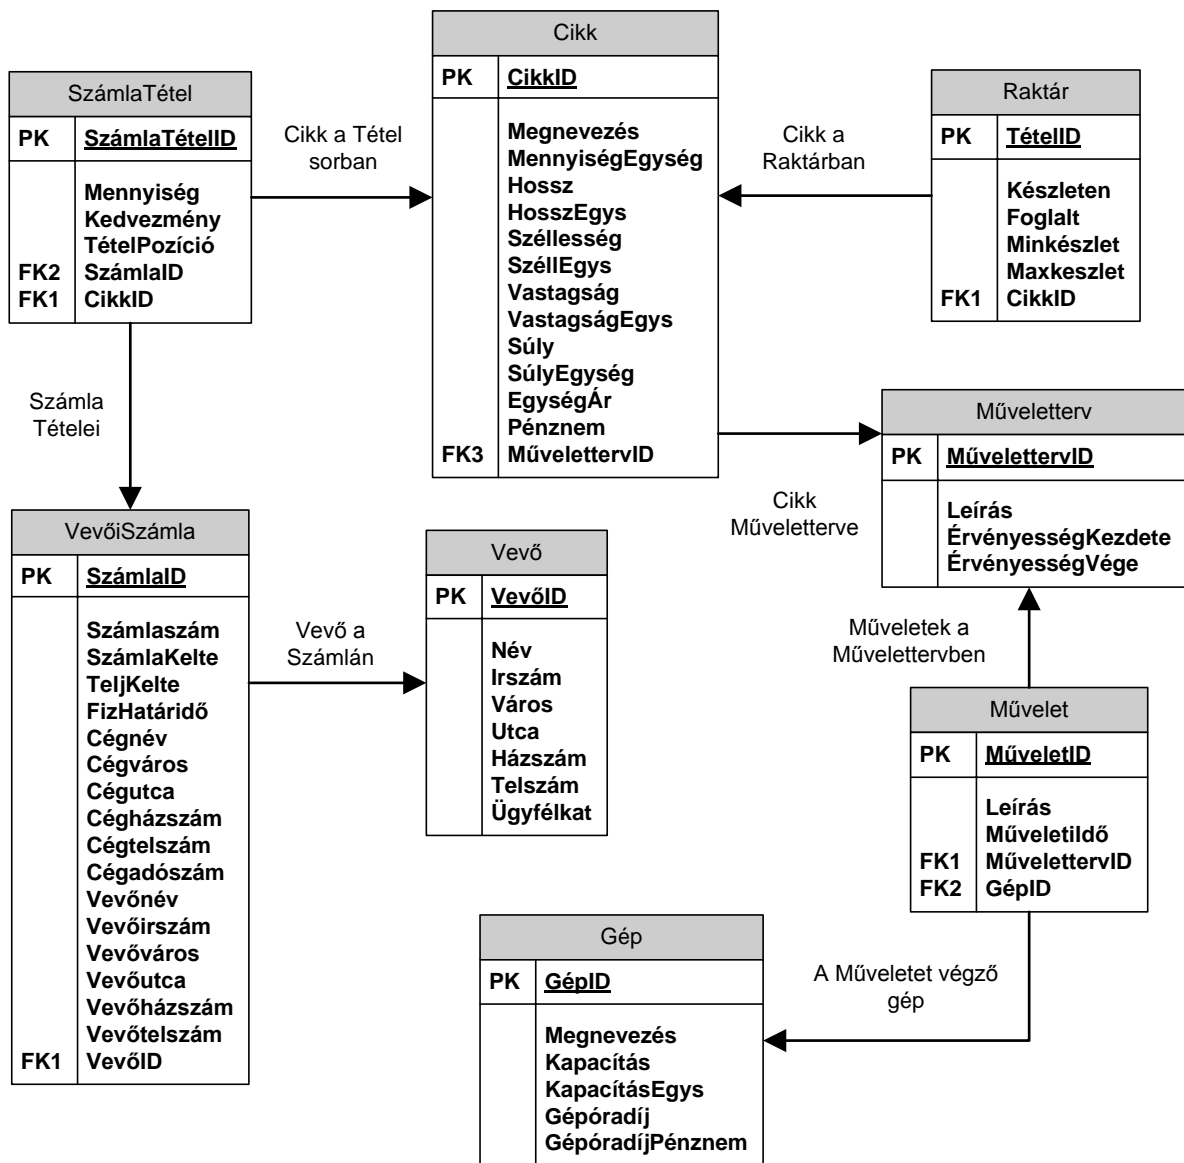 Cikk
PK CikkID
Megnevezés
MennyiségEgység
Hossz
HosszEgys
Széllesség
SzéllEgys
Vastagság
VastagságEgys
Súly
SúlyEgység
EgységÁr
Pénznem
FK3 MűvelettervID
SzámlaTétel
PK SzámlaTételID
Mennyiség
Kedvezmény
TételPozíció
FK2 SzámlaID
FK1 CikkID
Cikk a Tétel
sorban
Cikk a
Raktárban
Raktár
PK TételID
Készleten
Foglalt
Minkészlet
Maxkeszlet
FK1 CikkID
Számla
Tételei
Cikk
Műveletterve
Műveletterv
PK MűvelettervID
Leírás
ÉrvényességKezdete
ÉrvényességVége
VevőiSzámla
PK SzámlaID
Számlaszám
SzámlaKelte
TeljKelte
FizHatáridő
Cégnév
Cégváros
Cégutca
Cégházszám
Cégtelszám
Cégadószám
Vevőnév
Vevőirszám
Vevőváros
Vevőutca
Vevőházszám
Vevőtelszám
FK1 VevőID
Vevő a
Számlán
Vevő
PK VevőID
Név
Irszám
Város
Utca
Házszám
Telszám
Ügyfélkat
Műveletek a
Művelettervben
Művelet
PK MűveletID
Leírás
MűveletiIdő
FK1 MűvelettervID
FK2 GépID
A Műveletet végző
gép
Gép
PK GépID
Megnevezés
Kapacítás
KapacításEgys
Gépóradíj
GépóradíjPénznem